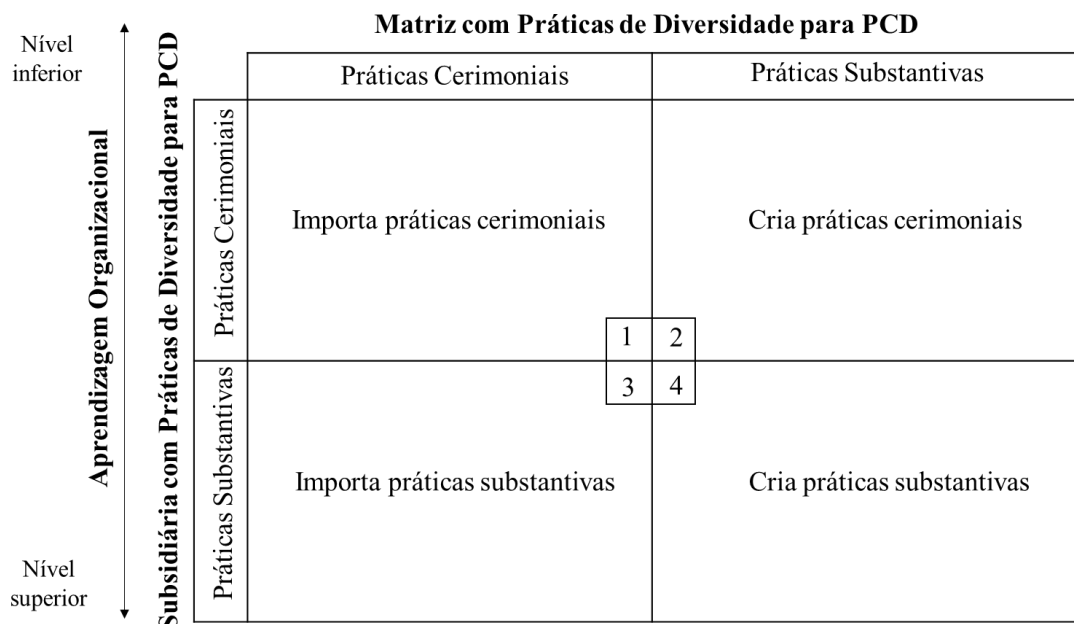 Matriz com Práticas de Diversidade para PCD
Nível
inferior
Práticas Cerimoniais
Práticas Substantivas
Aprendizagem Organizacional
Subsidiária com Práticas de Diversidade para PCD
Práticas Cerimoniais
Importa práticas cerimoniais
Cria práticas cerimoniais
1
2
3
4
Práticas Substantivas
Importa práticas substantivas
Cria práticas substantivas
Nível
superior